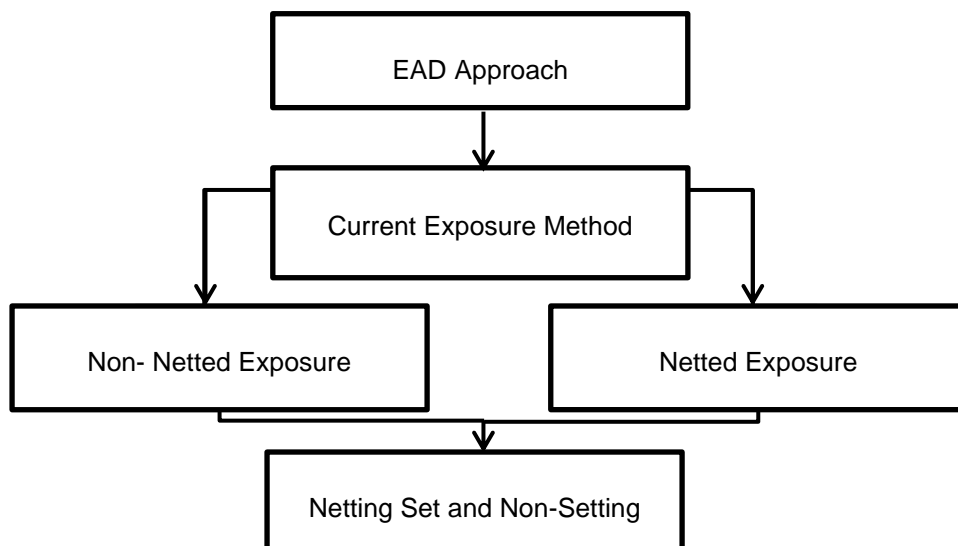 EAD Approach
Current Exposure Method
Non- Netted Exposure
Netted Exposure
Netting Set and Non-Setting